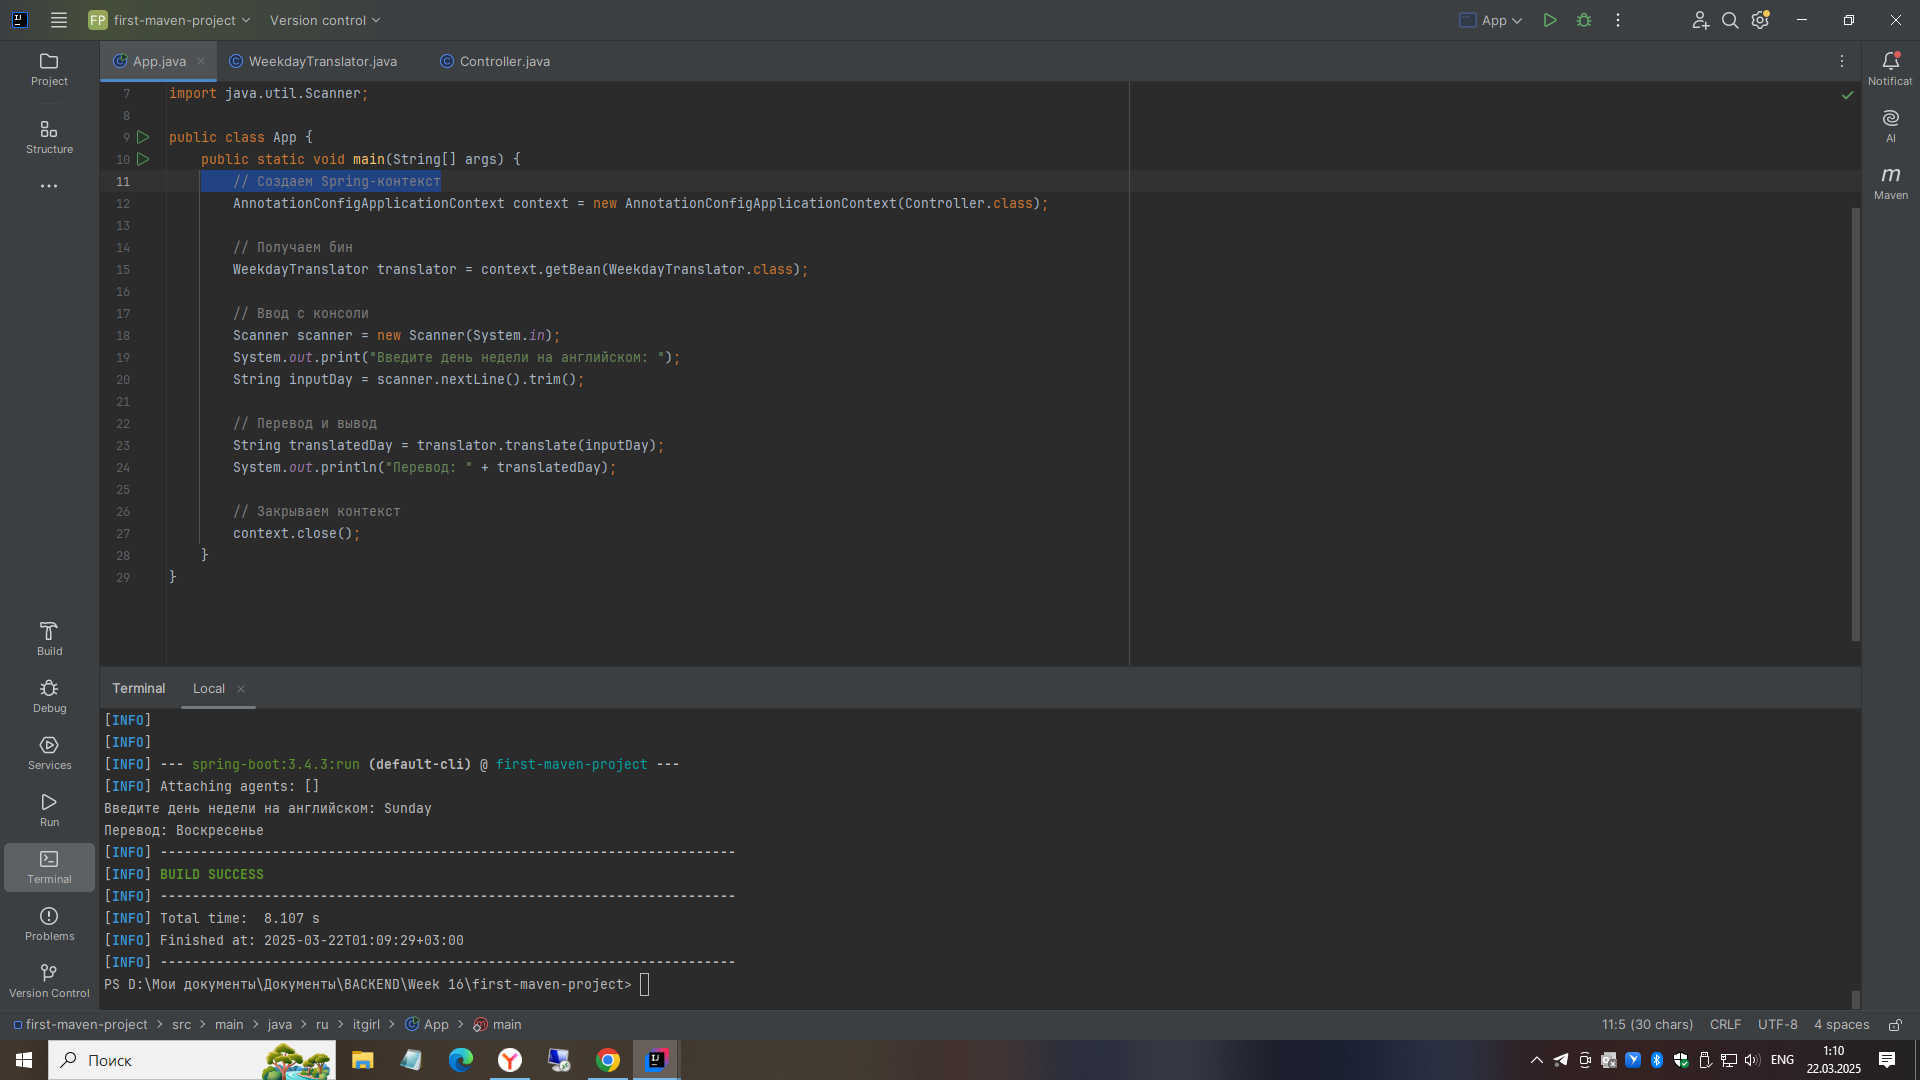 FP first-maven-project Version control App
App.java WeekdayTranslator.java Controller.java
Project
Structure
Notificat
AI
m
Maven
7 import java.util.Scanner;
8
9 public class App {
10 public static void main(String[] args) {
11 // Создаем Spring-контекст
12 AnnotationConfigApplicationContext context = new AnnotationConfigApplicationContext(Controller.class);
13
14 // Получаем бин
15 WeekdayTranslator translator = context.getBean(WeekdayTranslator.class);
16
17 // Ввод с консоли
18 Scanner scanner = new Scanner(System.in);
19 System.out.print("Введите день недели на английском: ");
20 String inputDay = scanner.nextLine().trim();
21
22 // Перевод и вывод
23 String translatedDay = translator.translate(inputDay);
24 System.out.println("Перевод: " + translatedDay);
25
26 // Закрываем контекст
27 context.close();
28 }
29 }
Build
Debug
Services
Run
Terminal
Problems
Version Control
Terminal Local
[INFO]
[INFO]
[INFO] --- spring-boot:3.4.3:run (default-cli) @ first-maven-project ---
[INFO] Attaching agents: []
Введите день недели на английском: Sunday
Перевод: Воскресенье
[INFO] ------------------------------------------------------------------------
[INFO] BUILD SUCCESS
[INFO] ------------------------------------------------------------------------
[INFO] Total time:  8.107 s
[INFO] Finished at: 2025-03-22T01:09:29+03:00
[INFO] ------------------------------------------------------------------------
PS D:\Мои документы\Документы\BACKEND\Week 16\first-maven-project>
first-maven-project > src > main > java > ru > itgirl > App > main
11:5 (30 chars) CRLF UTF-8 4 spaces
Поиск
ENG
1:10
22.03.2025